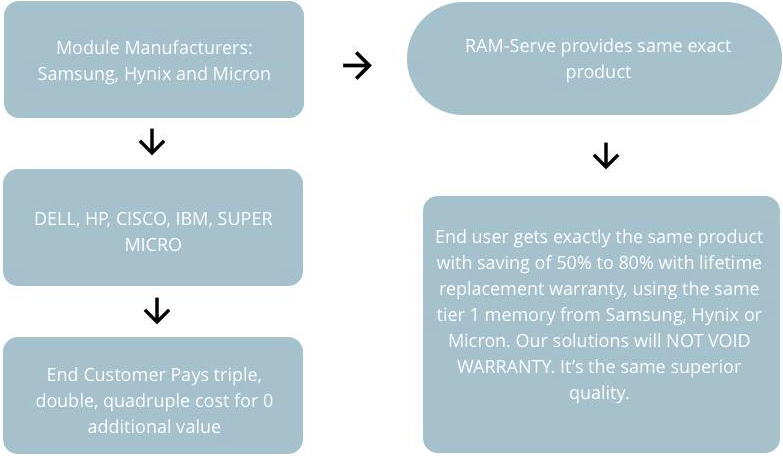 Module Manufacturers:
Samsung, Hynix and Micron
RAM-Serve provides same exact
product
DELL, HP, CISCO, IBM, SUPER
MICRO
End user gets exactly the same product
with saving of 50% to 80% with lifetime
replacement warranty, using the same
tier 1 memory from Samsung, Hynix or
Micron. Our solutions will NOT VOID
WARRANTY. It’s the same superior
quality.
End Customer Pays triple,
double, quadruple cost for 0
additional value